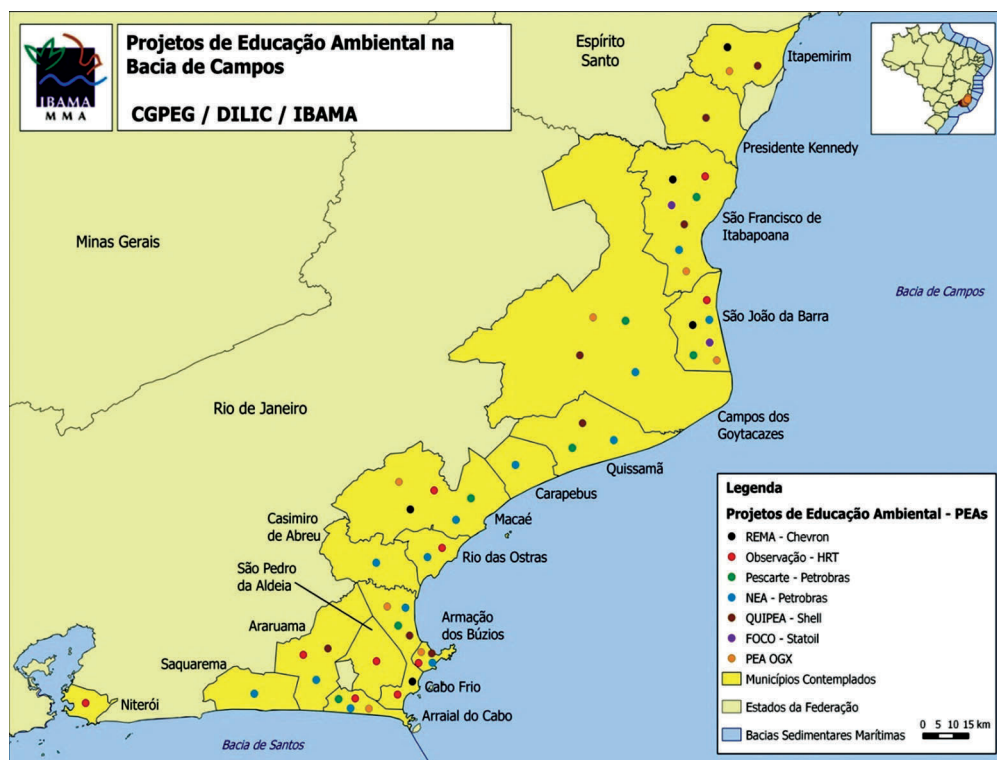 IBAMA
M M A
Projetos de Educação Ambiental na
Bacia de Campos
CGPEG / DILIC / IBAMA
Espírito
Santo
Itapemirim
Presidente Kennedy
Minas Gerais
São Francisco de
Itabapoana
Bacia de Campos
São João da Barra
Rio de Janeiro
Campos dos
Goytacazes
Quissamã
Carapebus
Macaé
Casimiro
de Abreu
Rio das Ostras
São Pedro
da Aldeia
Armação
dos Búzios
Araruama
Saquarema
Cabo Frio
Niterói
Arraial do Cabo
Bacia de Santos
Legenda
Projetos de Educação Ambiental - PEAs
REMA - Chevron
Observação - HRT
Pescarte - Petrobras
NEA - Petrobras
QUIPEA - Shell
FOCO - Statoil
PEA OGX
Municípios Contemplados
Estados da Federação
Bacias Sedimentares Marítimas
0 5 10 15 km